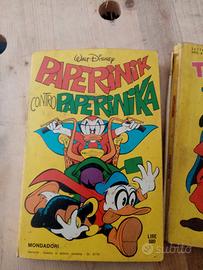 Walt Disney
PAPERINIK
CONTRO PAPERINIKA
MONDADORI
LIRE
T
subito